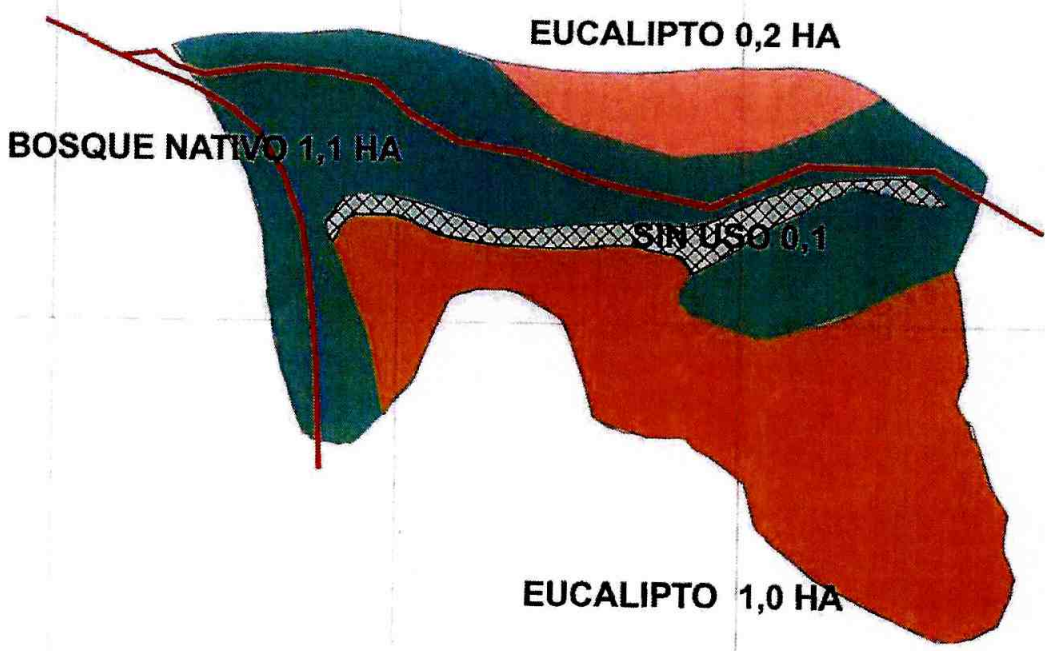 EUCALIPTO 0,2 HA
BOSQUE NATIVO 1,1 HA
SIN USO 0,1
EUCALIPTO 1,0 HA